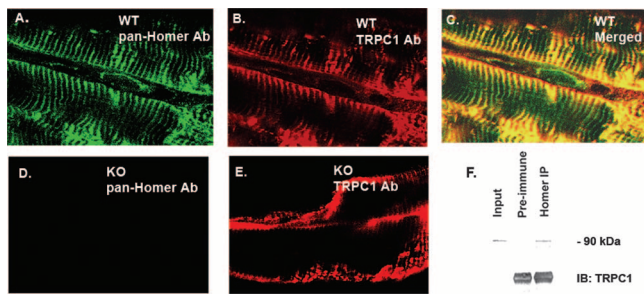 A.
WT
pan-Homer Ab
B.
WT
TRPC1 Ab
C.
WT
Merged
D.
KO
pan-Homer Ab
E.
KO
TRPC1 Ab
F.
Input
Pre-immune
Homer IP
- 90 kDa
IB: TRPC1